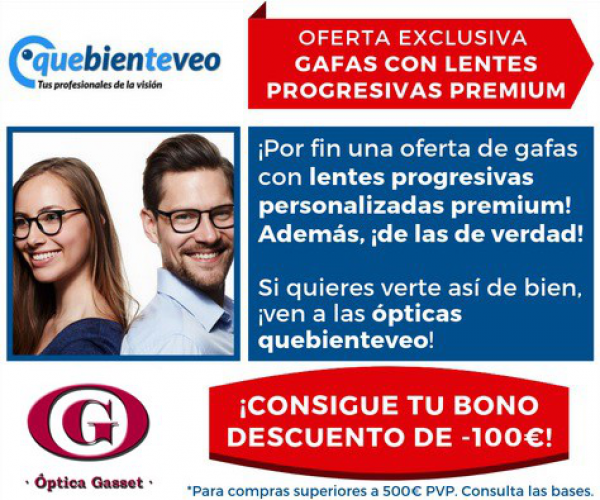 quebienteveo
Tus profesionales de la visión
OFERTA EXCLUSIVA
GAFAS CON LENTES
PROGRESIVAS PREMIUM
¡Por fin una oferta de gafas
con lentes progresivas
personalizadas premium!
Además, ¡de las de verdad!
Si quieres verte así de bien,
¡ven a las ópticas
quebienteveo!
G
· Óptica Gasset ·
¡CONSIGUE TU BONO
DESCUENTO DE -100€!
*Para compras superiores a 500€ PVP. Consulta las bases.